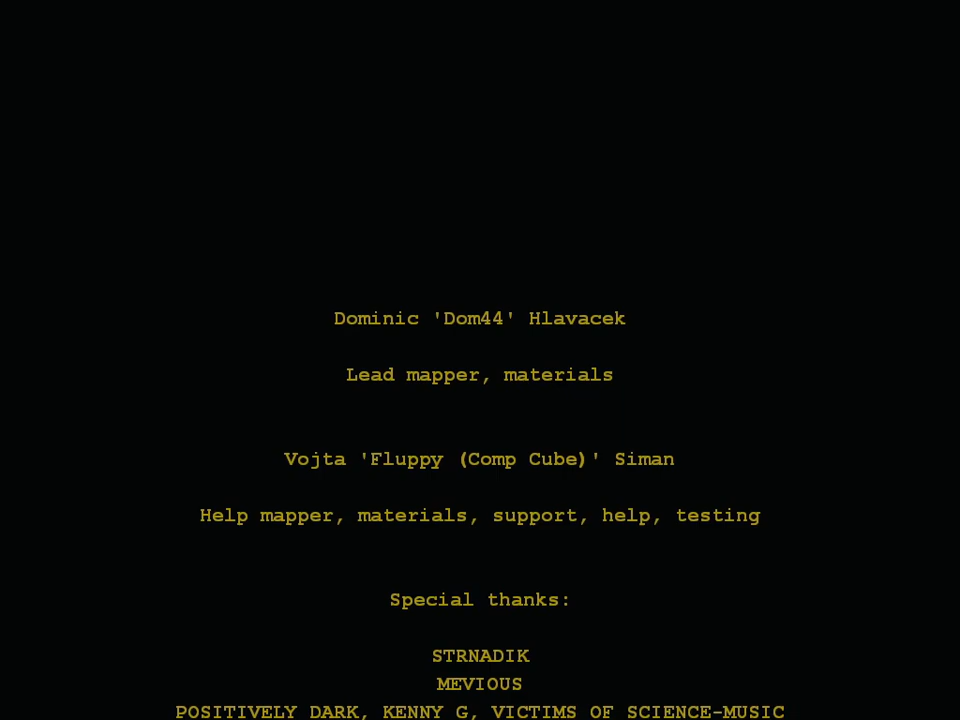 Dominic 'Dom44' Hlavacek
Lead mapper, materials
Vojta 'Fluppy (Comp Cube)' Siman
Help mapper, materials, support, help, testing
Special thanks:
STRNADIK
MEVIOUS
POSITIVELY DARK, KENNY G, VICTIMS OF SCIENCE-MUSIC